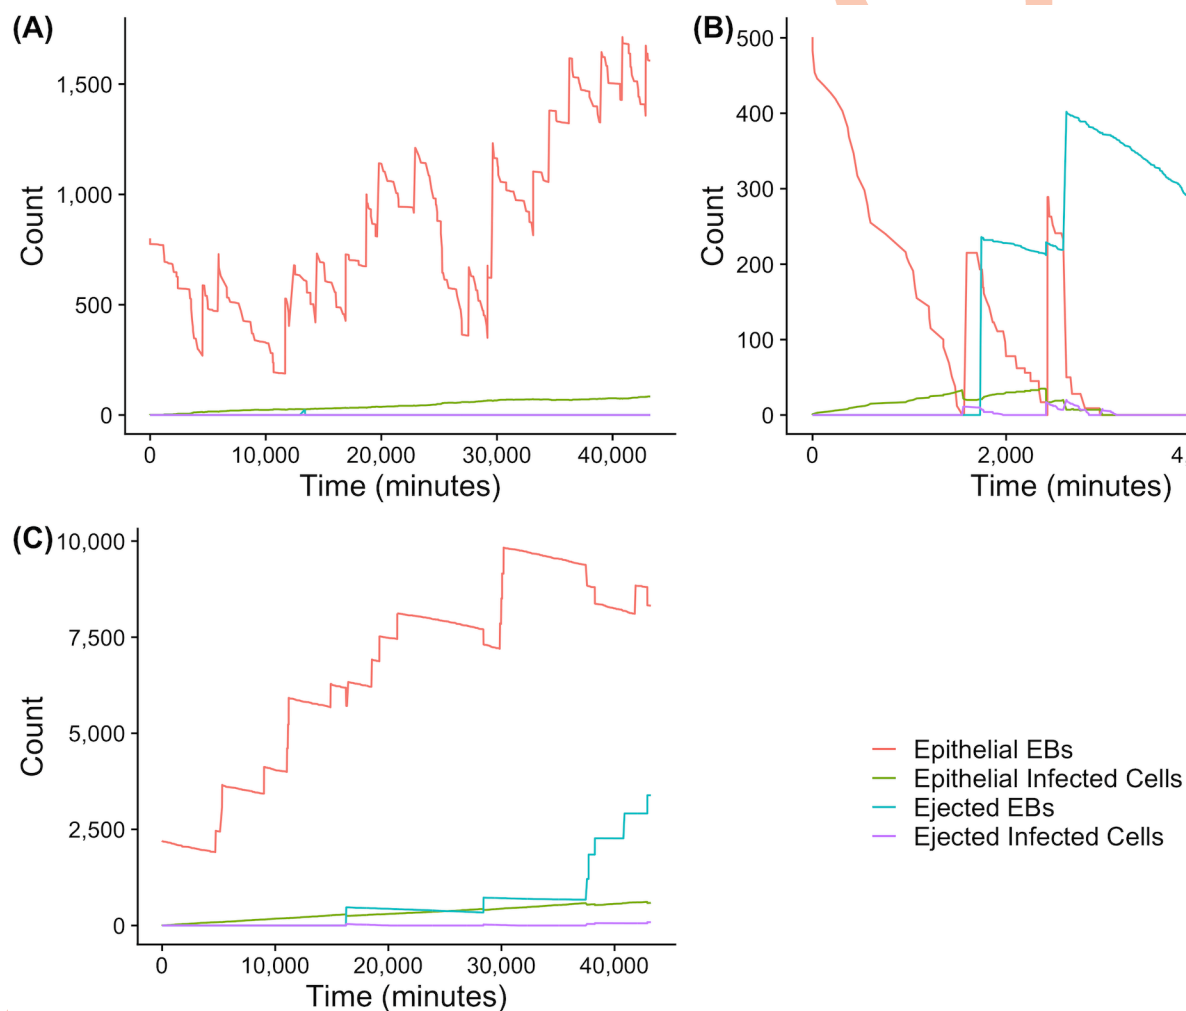 (A)
Count
1,500
1,000
500
0
0 10,000 20,000 30,000 40,000
Time (minutes)
(B)
Count
500
400
300
200
100
0
0 2,000 4,
Time (minutes)
(C)
Count
10,000
7,500
5,000
2,500
0
0 10,000 20,000 30,000 40,000
Time (minutes)
Epithelial EBs
Epithelial Infected Cells
Ejected EBs
Ejected Infected Cells